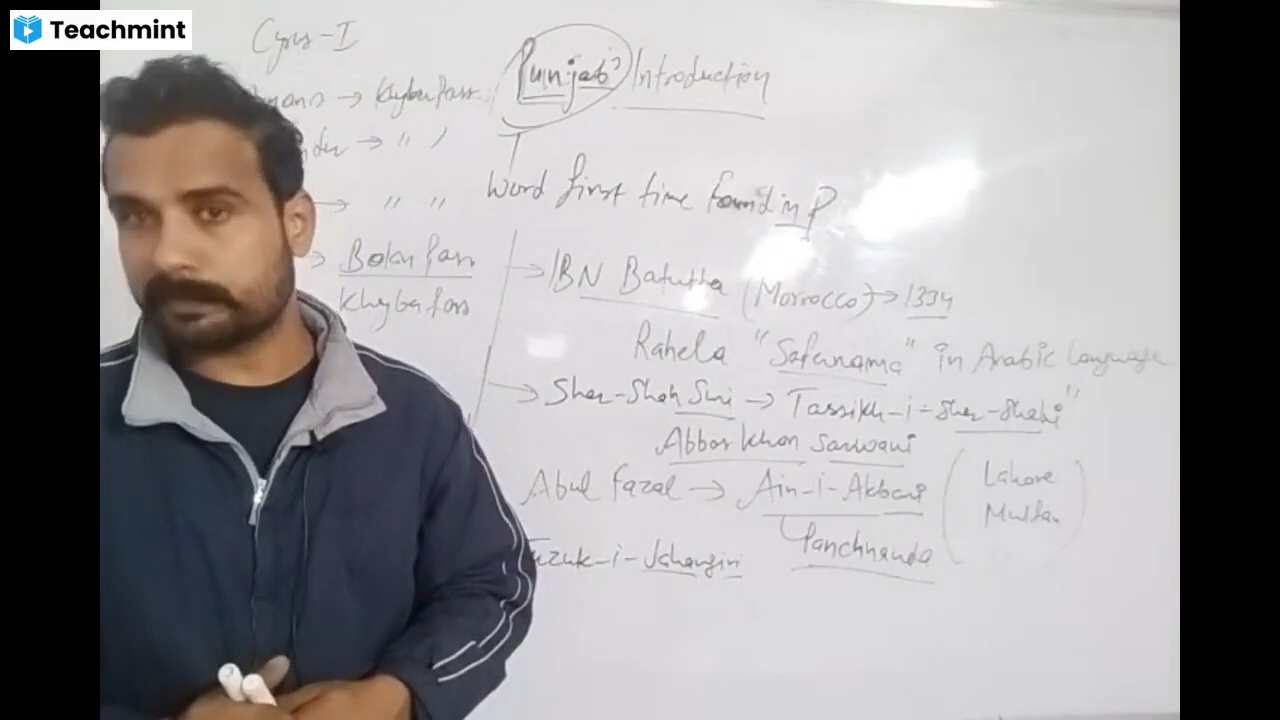 Teachmint
Cyrus-I
→ Khyber Pass
→ " "
→ " "
→ Bolan Pass
Khyber Pass
Punjab' Introduction
Word first time found in P
→ IBN Batutta (Morrocco) → 1334
Rahela "Safarnama" in Arabic Language
→ Sher-Shah Suri → Tarrikh-i-Sher-Shahi"
Abbas Khan Sarwani
Abul Fazal → Ain-i-Akbari (Lahore
Multan)
Panchnanda
Tuzuk-i-Jahangiri